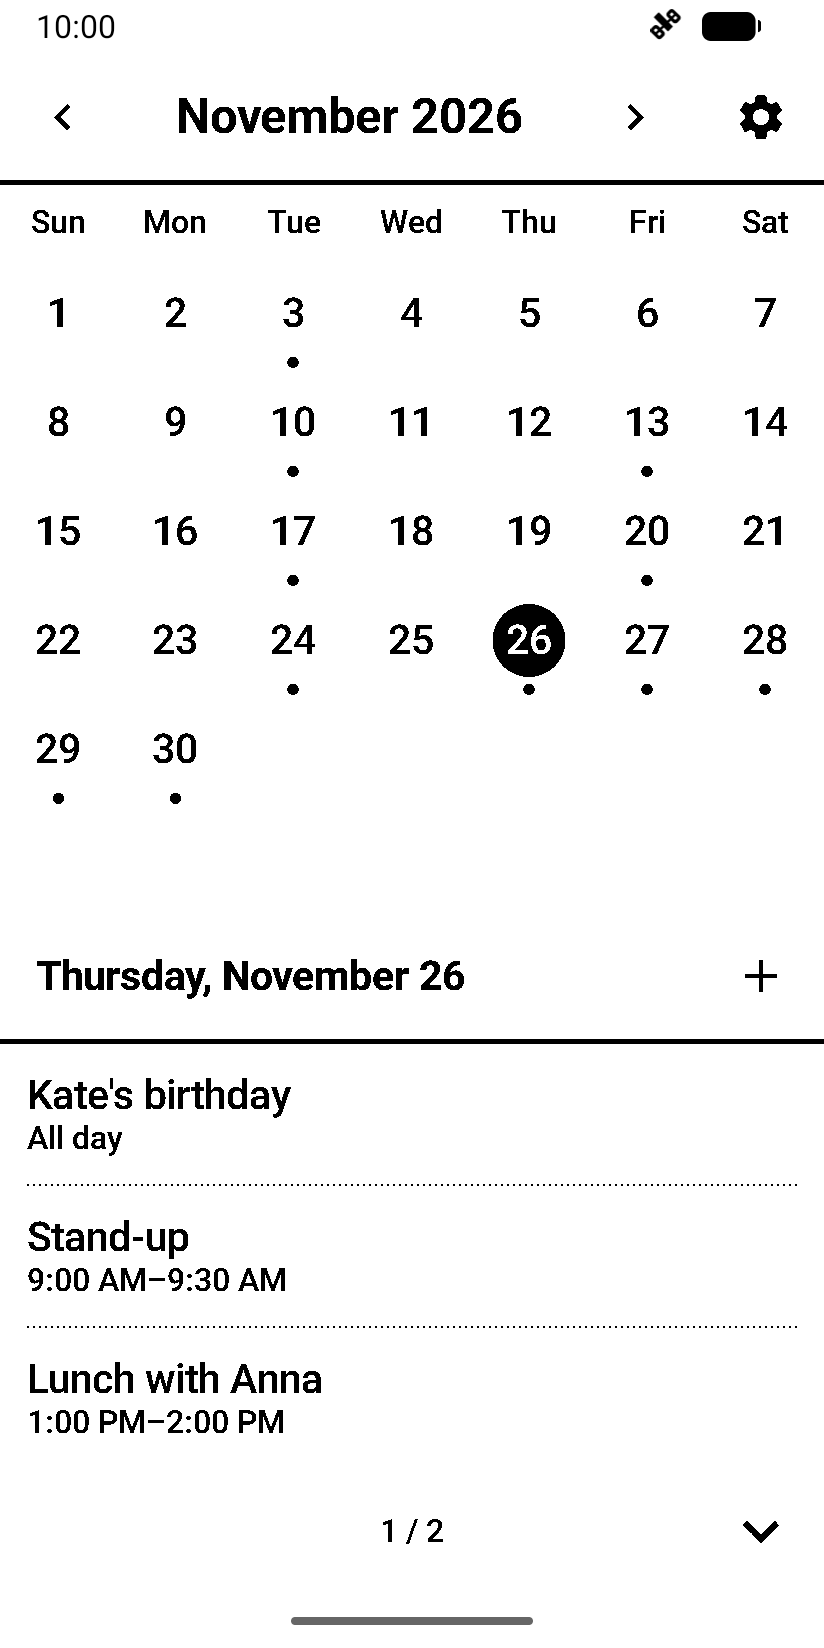 10:00
November 2026
Sun Mon Tue Wed Thu Fri Sat
1 2 3 4 5 6 7
8 9 10 11 12 13 14
15 16 17 18 19 20 21
22 23 24 25 26 27 28
29 30
Thursday, November 26
Kate's birthday
All day
Stand-up
9:00 AM–9:30 AM
Lunch with Anna
1:00 PM–2:00 PM
1 / 2